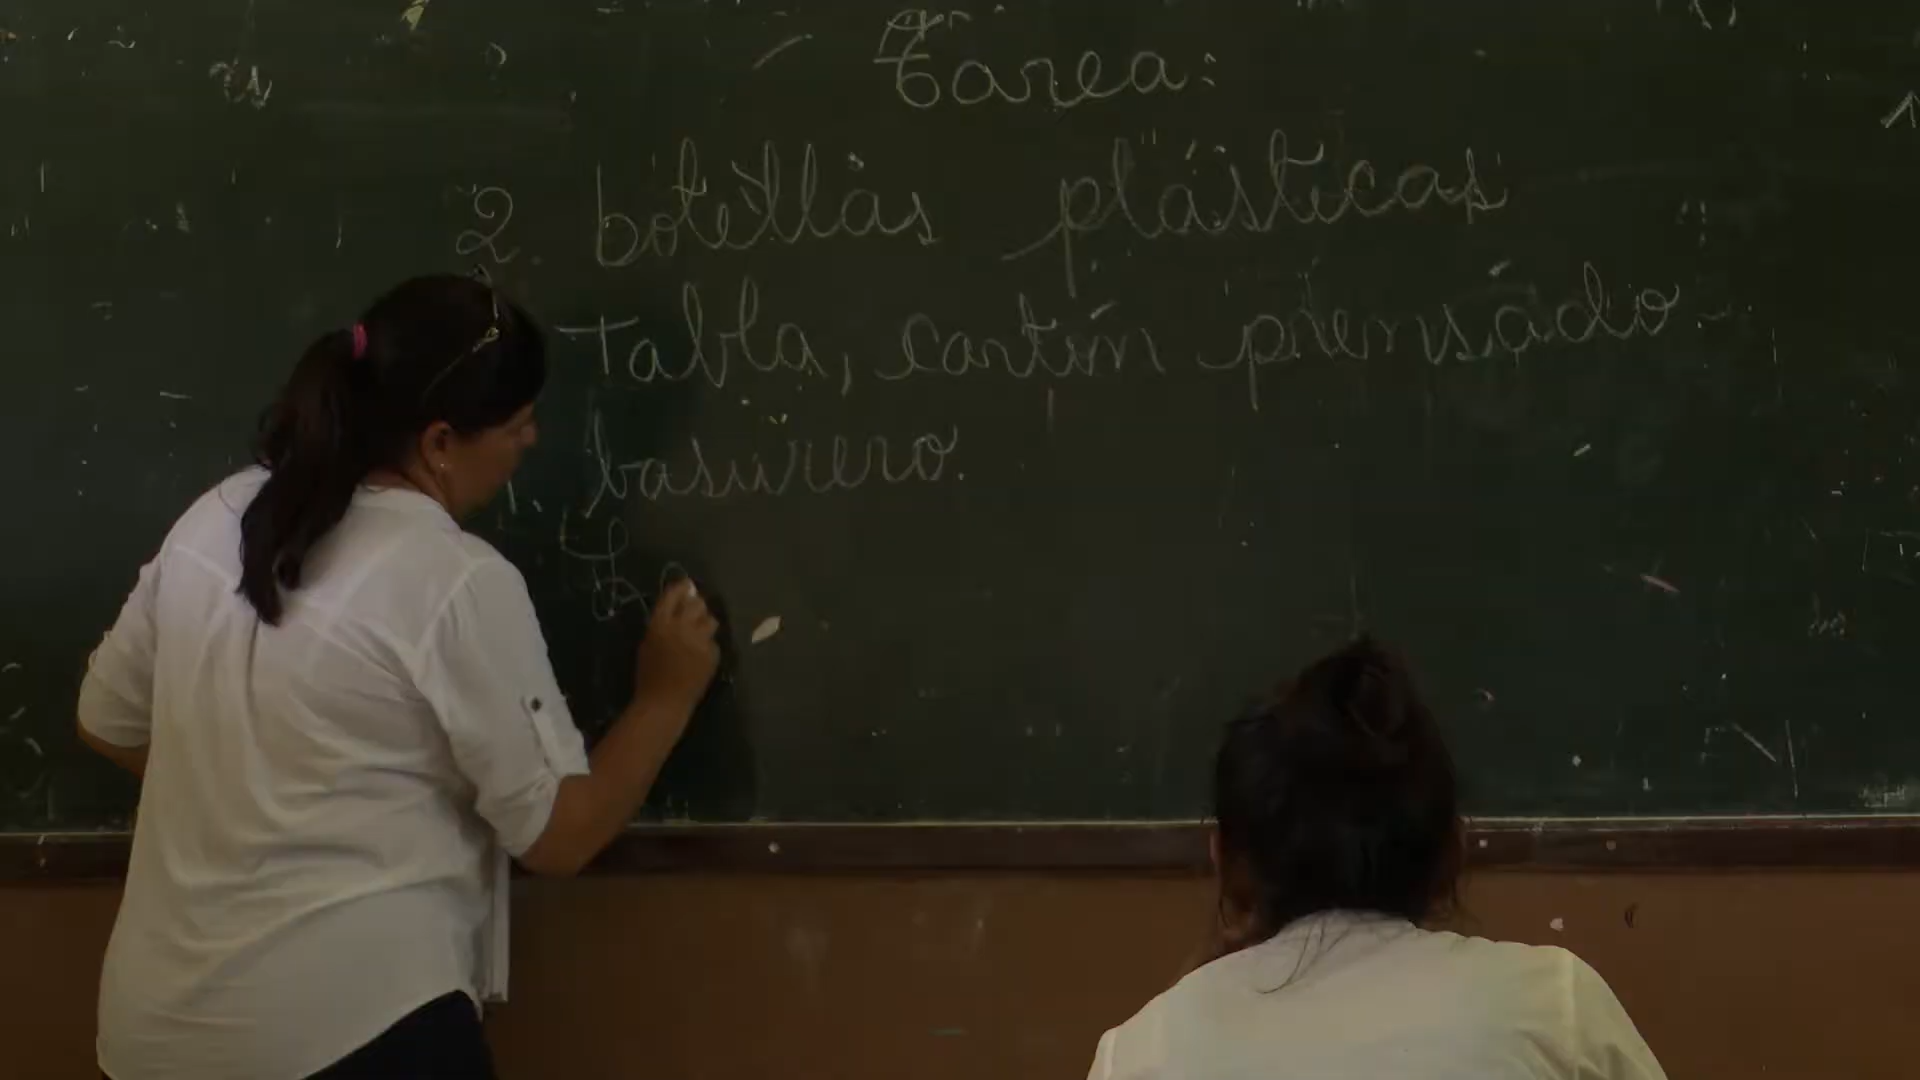 Tarea:
2 botellas plásticas
Tabla, cartón prensado
basurero.